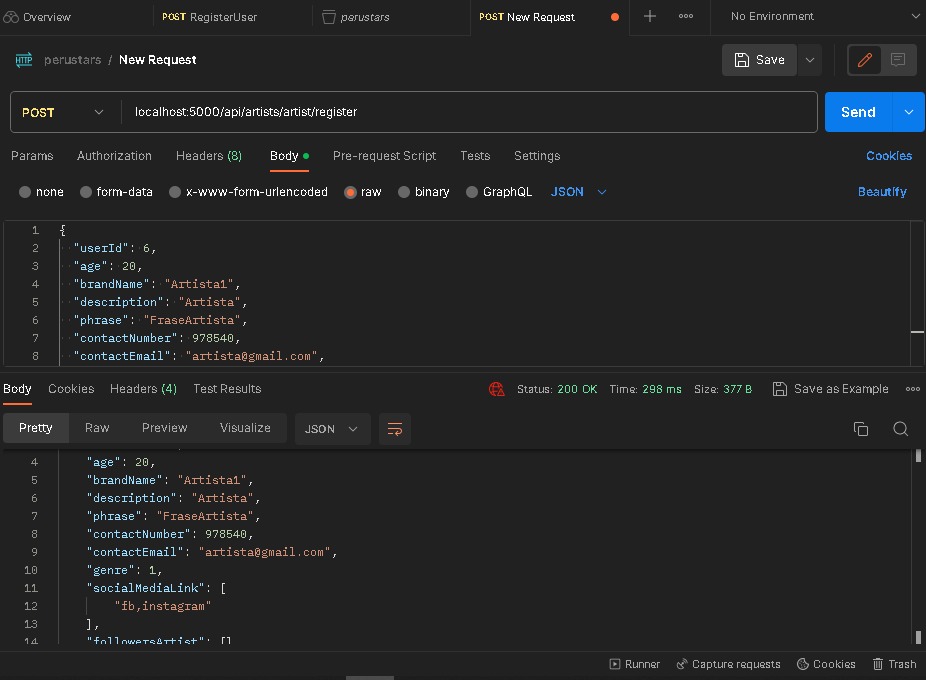 Overview POST RegisterUser perustars POST New Request No Environment
HTTP perustars / New Request Save
POST localhost:5000/api/artists/artist/register Send
Params Authorization Headers (8) Body Pre-request Script Tests Settings Cookies
none form-data x-www-form-urlencoded raw binary GraphQL JSON Beautify
1 {
2 "userId": 6,
3 "age": 20,
4 "brandName": "Artista1",
5 "description": "Artista",
6 "phrase": "FraseArtista",
7 "contactNumber": 978540,
8 "contactEmail": "artista@gmail.com",
Body Cookies Headers (4) Test Results Status: 200 OK Time: 298 ms Size: 377 B Save as Example
Pretty Raw Preview Visualize JSON
4 "age": 20,
5 "brandName": "Artista1",
6 "description": "Artista",
7 "phrase": "FraseArtista",
8 "contactNumber": 978540,
9 "contactEmail": "artista@gmail.com",
10 "genre": 1,
11 "socialMediaLink": [
12 "fb,instagram"
13 ],
14 "followersArtist": []
Runner Capture requests Cookies Trash